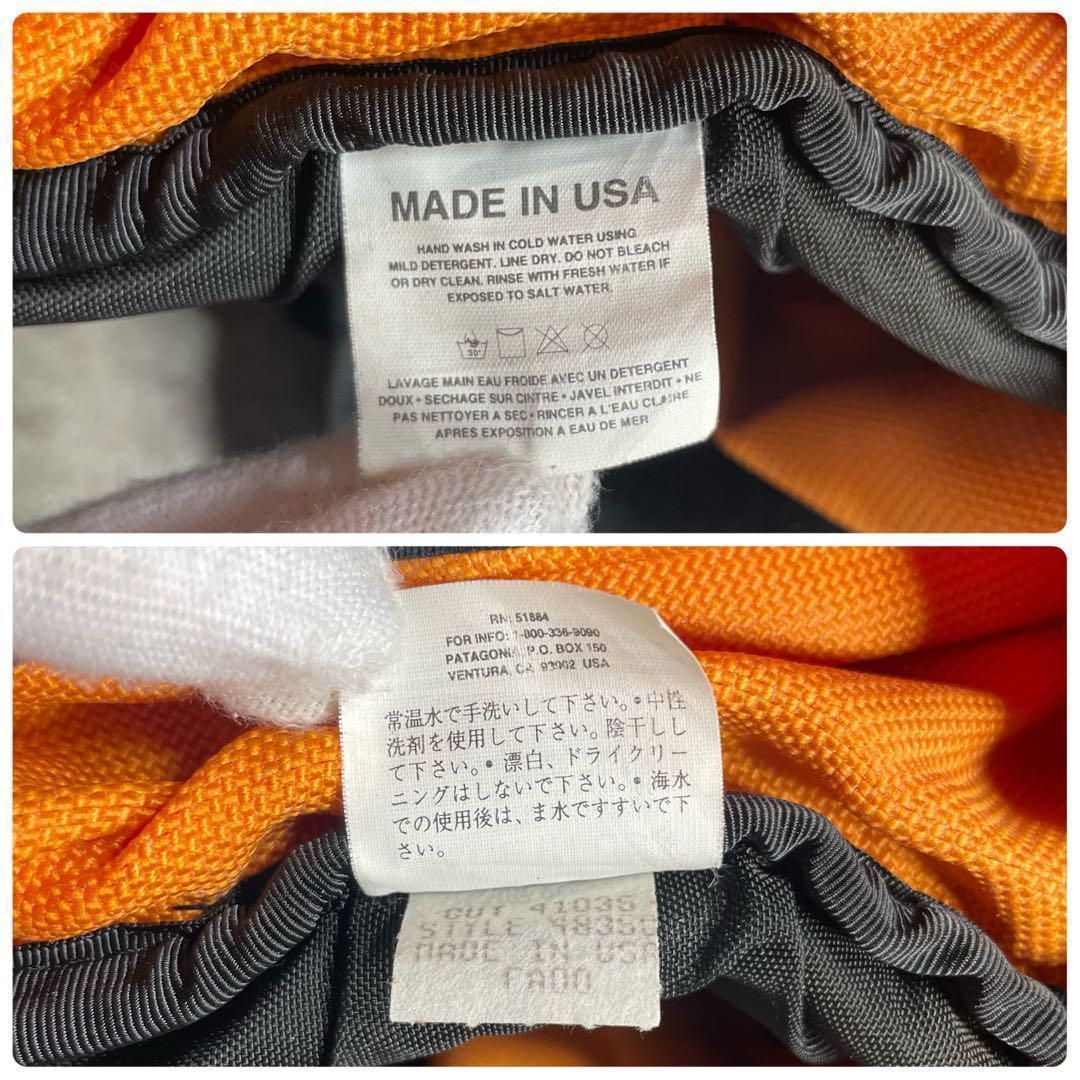 MADE IN USA
HAND WASH IN COLD WATER USING
MILD DETERGENT. LINE DRY. DO NOT BLEACH
OR DRY CLEAN. RINSE WITH FRESH WATER IF
EXPOSED TO SALT WATER.
30°
LAVAGE MAIN EAU FROIDE AVEC UN DETERGENT
DOUX • SECHAGE SUR CINTRE • JAVEL INTERDIT • NE
PAS NETTOYER A SEC • RINCER A L'EAU CLAIRE
APRES EXPOSITION A EAU DE MER
RN: 51884
FOR INFO: 1-800-336-9090
PATAGONIA, P.O. BOX 150
VENTURA, CA 93002 USA
常温水で手洗いして下さい。• 中性
洗剤を使用して下さい。陰干しし
て下さい。• 漂白、ドライクリー
ニングはしないで下さい。• 海水
での使用後は、ま水ですすいで下
さい。
CUT 41035
STYLE
MADE IN USA